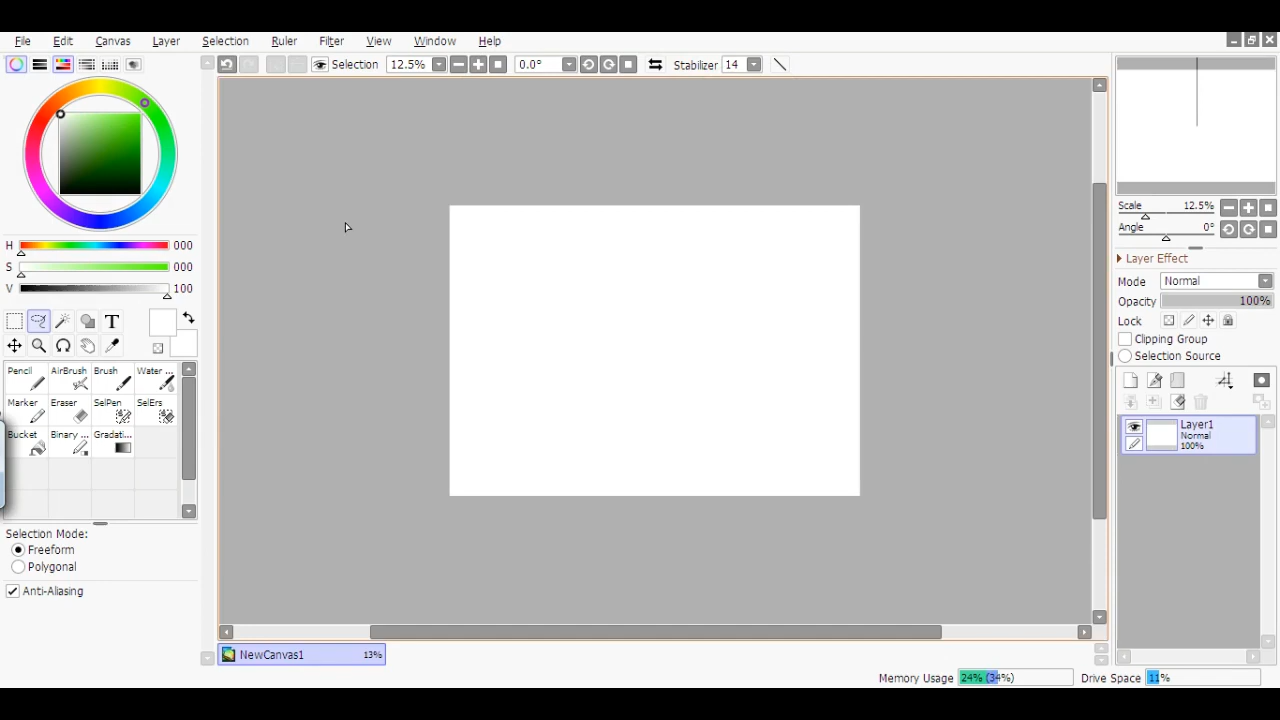 File Edit Canvas Layer Selection Ruler Filter View Window Help
Selection 12.5% 0.0° Stabilizer 14
H 000
S 000
V 100
T
Pencil AirBrush Brush Water ...
Marker Eraser SelPen SelErs
Bucket Binary ... Gradati...
Selection Mode:
Freeform
Polygonal
Anti-Aliasing
NewCanvas1 13%
Scale 12.5%
Angle 0°
Layer Effect
Mode Normal
Opacity 100%
Lock
Clipping Group
Selection Source
Layer1
Normal
100%
Memory Usage 24% (34%) Drive Space 11%